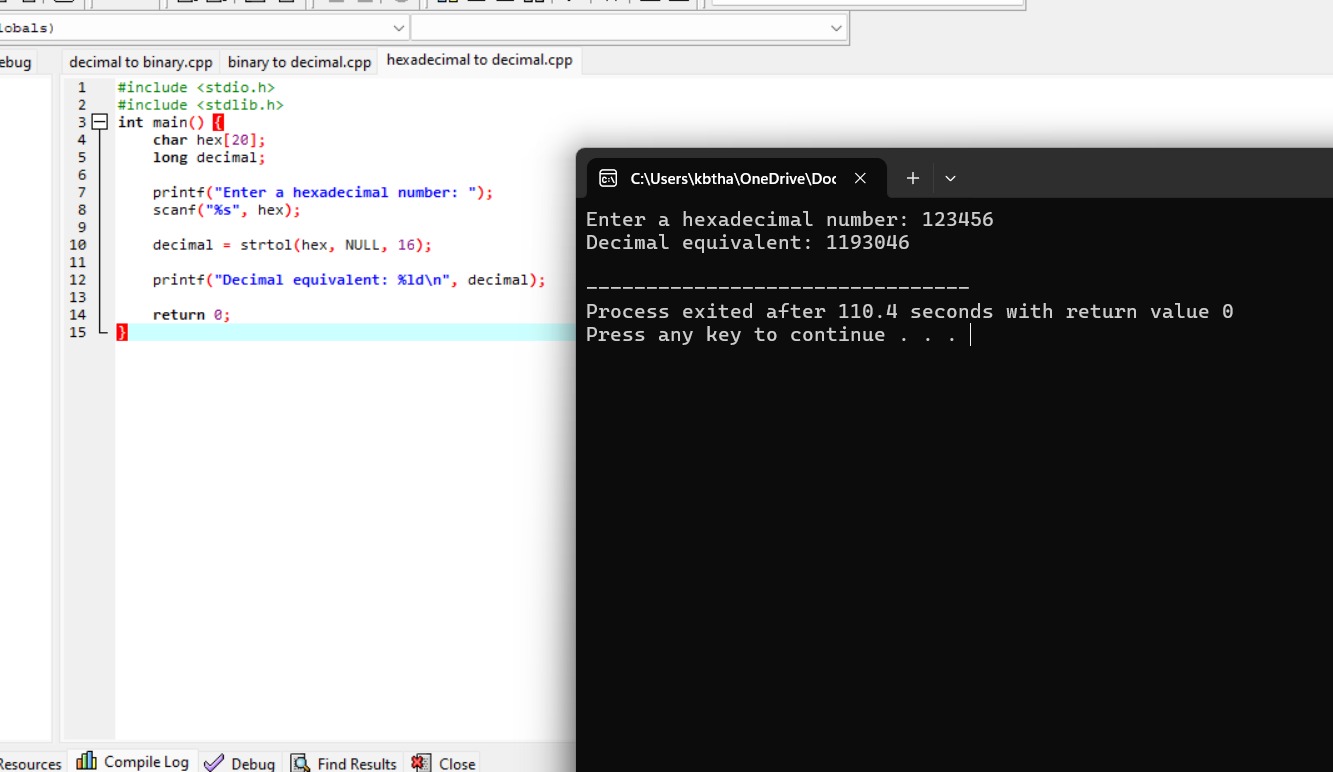 lobals)
ebug
decimal to binary.cpp binary to decimal.cpp hexadecimal to decimal.cpp
1 #include <stdio.h>
2 #include <stdlib.h>
3 int main() {
4 char hex[20];
5 long decimal;
6
7 printf("Enter a hexadecimal number: ");
8 scanf("%s", hex);
9
10 decimal = strtol(hex, NULL, 16);
11
12 printf("Decimal equivalent: %ld\n", decimal);
13
14 return 0;
15 }
C:\Users\kbtha\OneDrive\Doc
Enter a hexadecimal number: 123456
Decimal equivalent: 1193046
--------------------------------
Process exited after 110.4 seconds with return value 0
Press any key to continue . . .
Resources Compile Log Debug Find Results Close